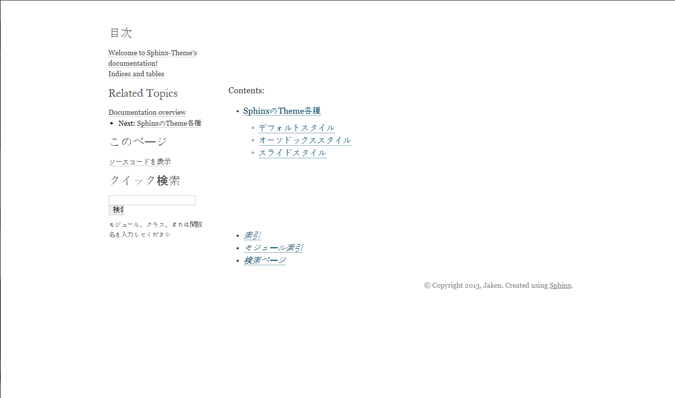 目次
Welcome to Sphinx-Theme's
documentation!
Indices and tables
Related Topics
Documentation overview
Next: SphinxのTheme各種
このページ
ソースコードを表示
クイック検索
検索
モジュール、クラス、または関数
名を入力してください
Contents:
SphinxのTheme各種
デフォルトスタイル
オーソドックススタイル
スライドスタイル
索引
モジュール索引
検索ページ
© Copyright 2013, Jaken. Created using Sphinx.